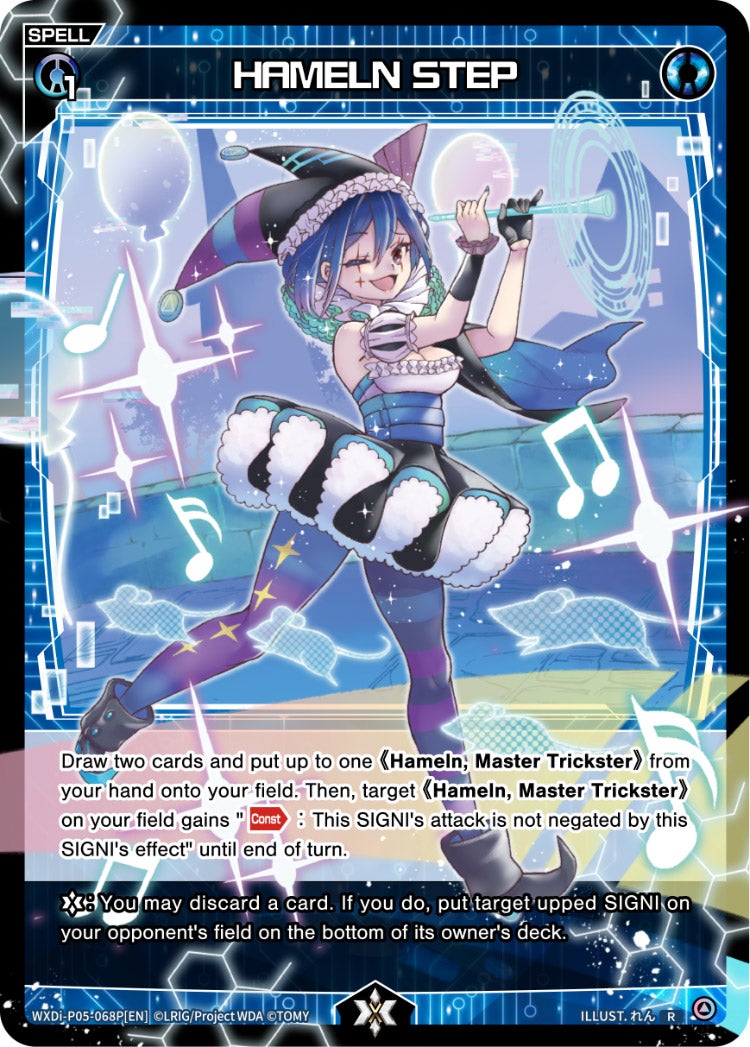 SPELL
1
HAMELN STEP
Draw two cards and put up to one 《Hameln, Master Trickster》 from
your hand onto your field. Then, target 《Hameln, Master Trickster》
on your field gains " Const : This SIGNI's attack is not negated by this
SIGNI's effect" until end of turn.
: You may discard a card. If you do, put target upped SIGNI on
your opponent's field on the bottom of its owner's deck.
WXDi-P05-068P[EN] ©LRIG/Project WDA ©TOMY
ILLUST. れん R